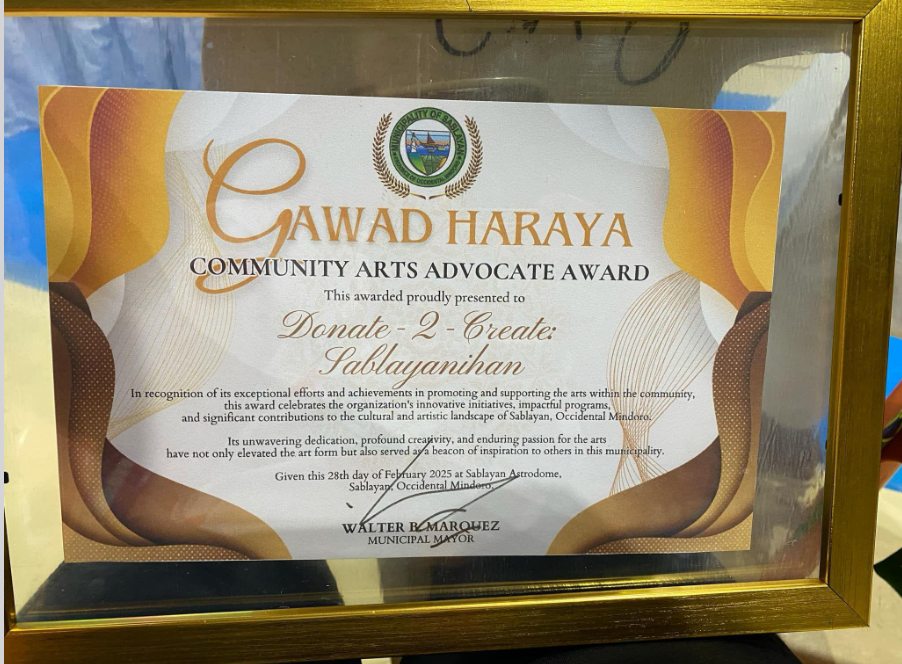 MUNICIPALITY OF SABLAYAN
GAWAD HARAYA
COMMUNITY ARTS ADVOCATE AWARD
This awarded proudly presented to
Donate - 2 - Create:
Sablayanihan
In recognition of its exceptional efforts and achievements in promoting and supporting the arts within the community,
this award celebrates the organization's innovative initiatives, impactful programs,
and significant contributions to the cultural and artistic landscape of Sablayan, Occidental Mindoro.
Its unwavering dedication, profound creativity, and enduring passion for the arts
have not only elevated the art form but also served as a beacon of inspiration to others in this municipality.
Given this 28th day of February 2025 at Sablayan Astrodome,
Sablayan, Occidental Mindoro.
WALTER B. MARQUEZ
MUNICIPAL MAYOR